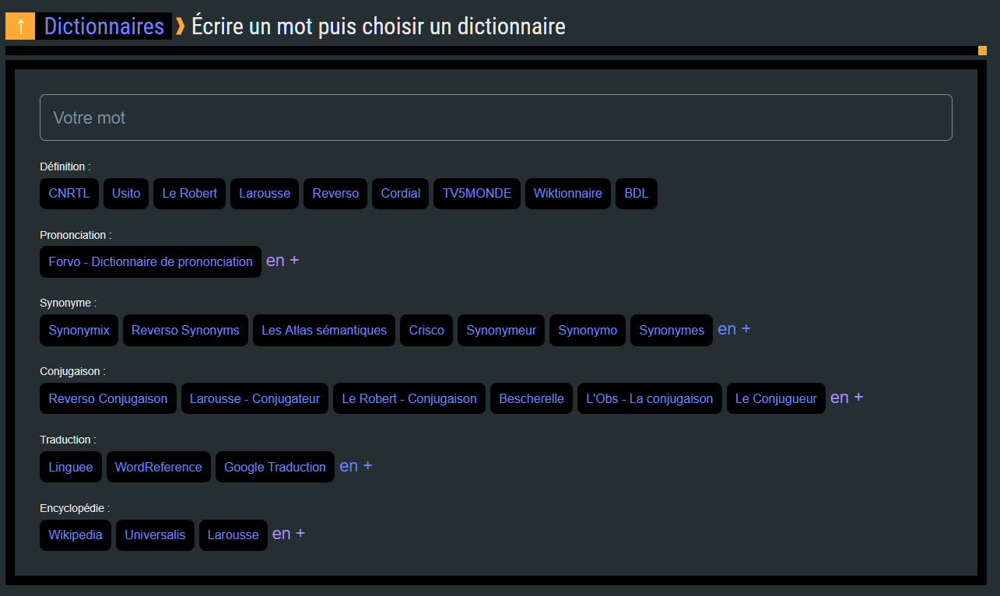 ↑ Dictionnaires ❱ Écrire un mot puis choisir un dictionnaire
Votre mot
Définition :
CNRTL Usito Le Robert Larousse Reverso Cordial TV5MONDE Wiktionnaire BDL
Prononciation :
Forvo - Dictionnaire de prononciation en +
Synonyme :
Synonymix Reverso Synonyms Les Atlas sémantiques Crisco Synonymeur Synonymo Synonymes en +
Conjugaison :
Reverso Conjugaison Larousse - Conjugateur Le Robert - Conjugaison Bescherelle L'Obs - La conjugaison Le Conjugueur en +
Traduction :
Linguee WordReference Google Traduction en +
Encyclopédie :
Wikipedia Universalis Larousse en +